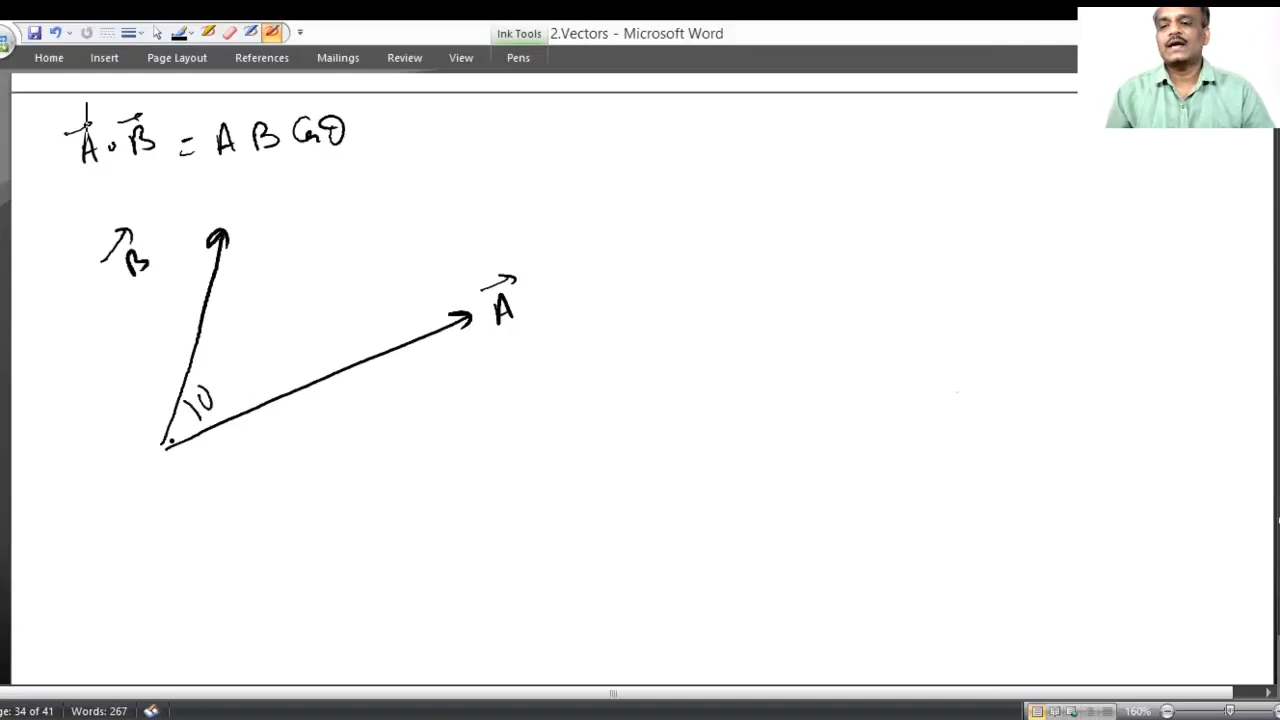 Ink Tools 2.Vectors - Microsoft Word
Home Insert Page Layout References Mailings Review View Pens
A . B = A B Cosθ
B
A
θ
ge: 34 of 41 Words: 267 160%